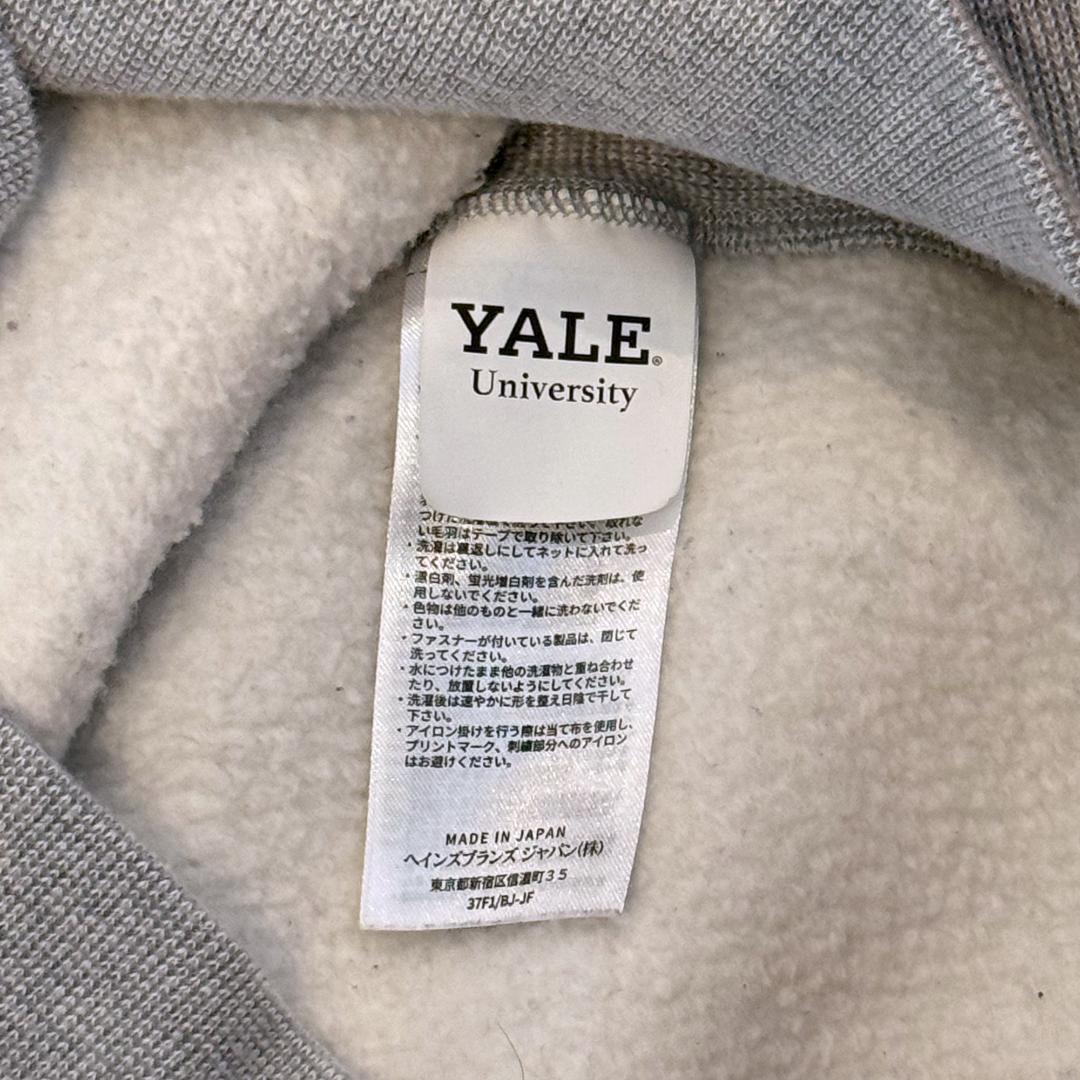 YALE®
University
つけた
取れな
い毛羽はテープで取り除いて下さい。
・洗濯は裏返しにしてネットに入れて洗っ
てください。
・漂白剤、蛍光増白剤を含んだ洗剤は、使
用しないでください。
・色物は他のものと一緒に洗わないでくだ
さい。
・ファスナーが付いている製品は、閉じて
洗ってください。
・水につけたまま他の洗濯物と重ね合わせ
たり、放置しないようにしてください。
・洗濯後は速やかに形を整え日陰で干して
下さい。
・アイロン掛けを行う際は当て布を使用し、
プリントマーク、刺繍部分へのアイロン
はお避けください。
MADE IN JAPAN
ヘインズブランズ ジャパン(株)
東京都新宿区信濃町35
37F1/BJ-JF